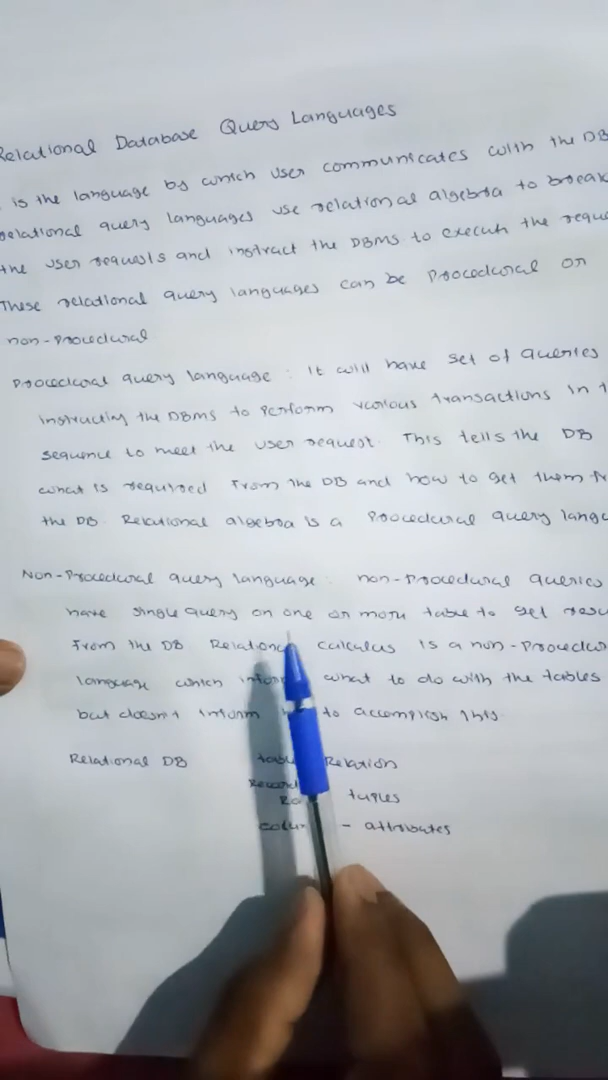 Relational Database Query Languages
is the language by which user communicates with the DB
relational query languages use relational algebra to break
the user requests and instruct the DBMS to execute the
These relational query languages can be Procedural or
non-Procedural
Procedural query language: It will have set of queries
instructing the DBMS to Perform various transactions in
sequence to meet the user request. This tells the DB
what is required from the DB and how to get them
the DB. Relational algebra is a Procedural query
Non-Procedural query language: non-Procedural queries
have single query on one or more table to get
From the DB Relational calculus is a non-
language which what to do with the tables
but doesn't inform to accomplish this.
Relational DB Relation
tuples
- attributes